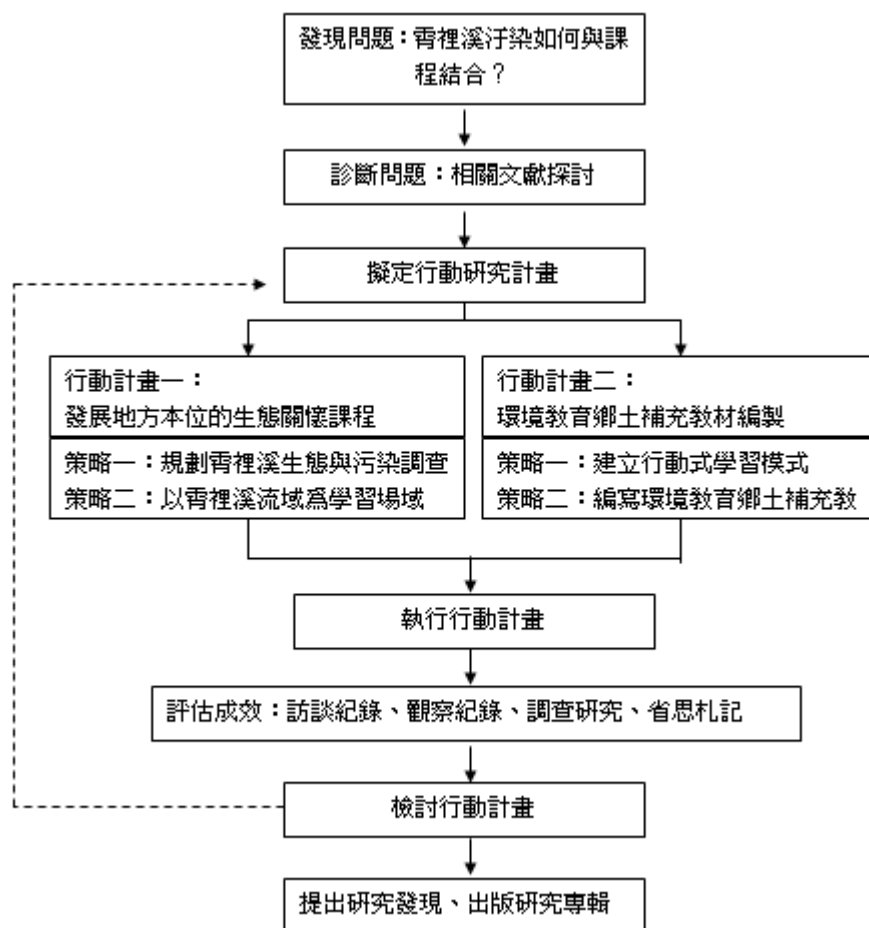 發現問題：霄裡溪汙染如何與課
程結合？
診斷問題：相關文獻探討
擬定行動研究計畫
行動計畫一：
發展地方本位的生態關懷課程
策略一：規劃霄裡溪生態與污染調查
策略二：以霄裡溪流域為學習場域
行動計畫二：
環境教育鄉土補充教材編製
策略一：建立行動式學習模式
策略二：編寫環境教育鄉土補充教
執行行動計畫
評估成效：訪談紀錄、觀察紀錄、調查研究、省思札記
檢討行動計畫
提出研究發現、出版研究專輯